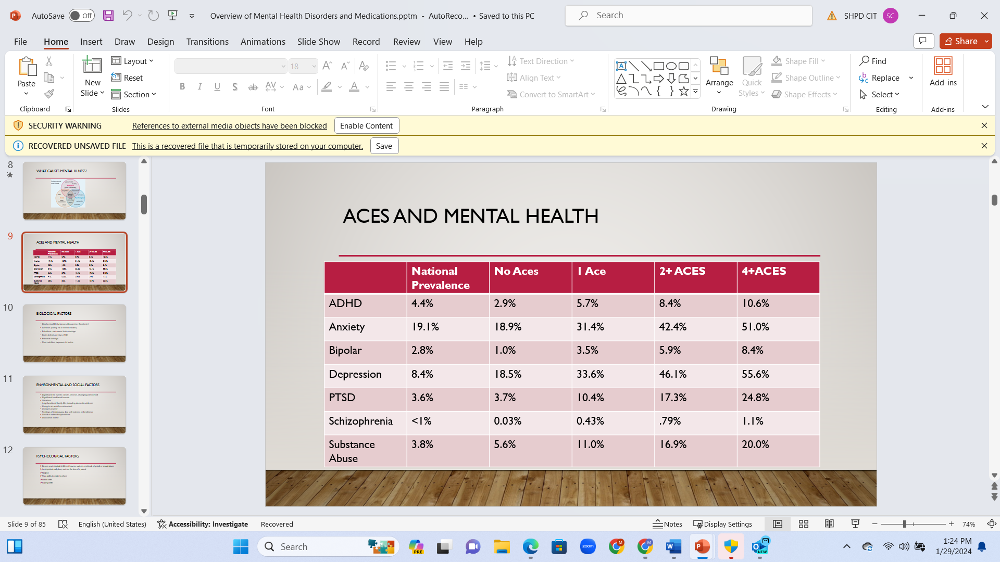 AutoSave Off Overview of Mental Health Disorders and Medications.pptm - AutoReco... • Saved to this PC Search SHPD CIT SC
File Home Insert Draw Design Transitions Animations Slide Show Record Review View Help Share
Paste
New
Slide
Layout
Reset
Section
18
Text Direction
Align Text
Convert to SmartArt
Arrange
Quick
Styles
Shape Fill
Shape Outline
Shape Effects
Find
Replace
Select
Add-ins
Clipboard Slides Font Paragraph Drawing Editing Add-ins
SECURITY WARNING References to external media objects have been blocked Enable Content
RECOVERED UNSAVED FILE This is a recovered file that is temporarily stored on your computer. Save
8
WHAT CAUSES MENTAL ILLNESS?
9
ACES AND MENTAL HEALTH
10
BIOLOGICAL FACTORS
11
ENVIRONMENTAL AND SOCIAL FACTORS
12
PSYCHOLOGICAL FACTORS
ACES AND MENTAL HEALTH
National Prevalence No Aces 1 Ace 2+ ACES 4+ACES
ADHD 4.4% 2.9% 5.7% 8.4% 10.6%
Anxiety 19.1% 18.9% 31.4% 42.4% 51.0%
Bipolar 2.8% 1.0% 3.5% 5.9% 8.4%
Depression 8.4% 18.5% 33.6% 46.1% 55.6%
PTSD 3.6% 3.7% 10.4% 17.3% 24.8%
Schizophrenia <1% 0.03% 0.43% .79% 1.1%
Substance Abuse 3.8% 5.6% 11.0% 16.9% 20.0%
Slide 9 of 85 English (United States) Accessibility: Investigate Recovered Notes Display Settings 74%
Search PRE zoom NEW
1:24 PM
1/29/2024